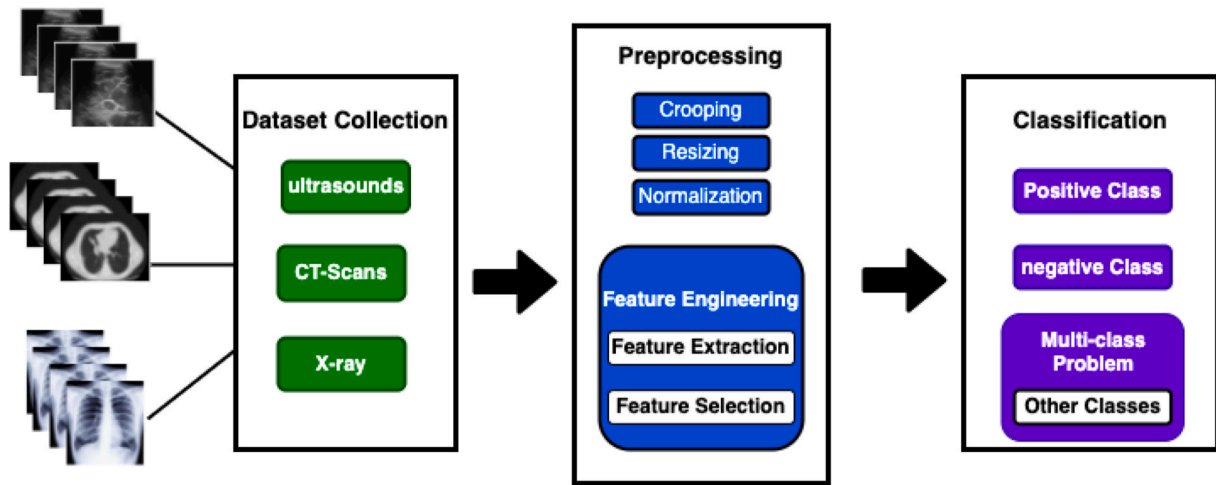 Dataset Collection
ultrasounds
CT-Scans
X-ray
Preprocessing
Crooping
Resizing
Normalization
Feature Engineering
Feature Extraction
Feature Selection
Classification
Positive Class
negative Class
Multi-class
Problem
Other Classes